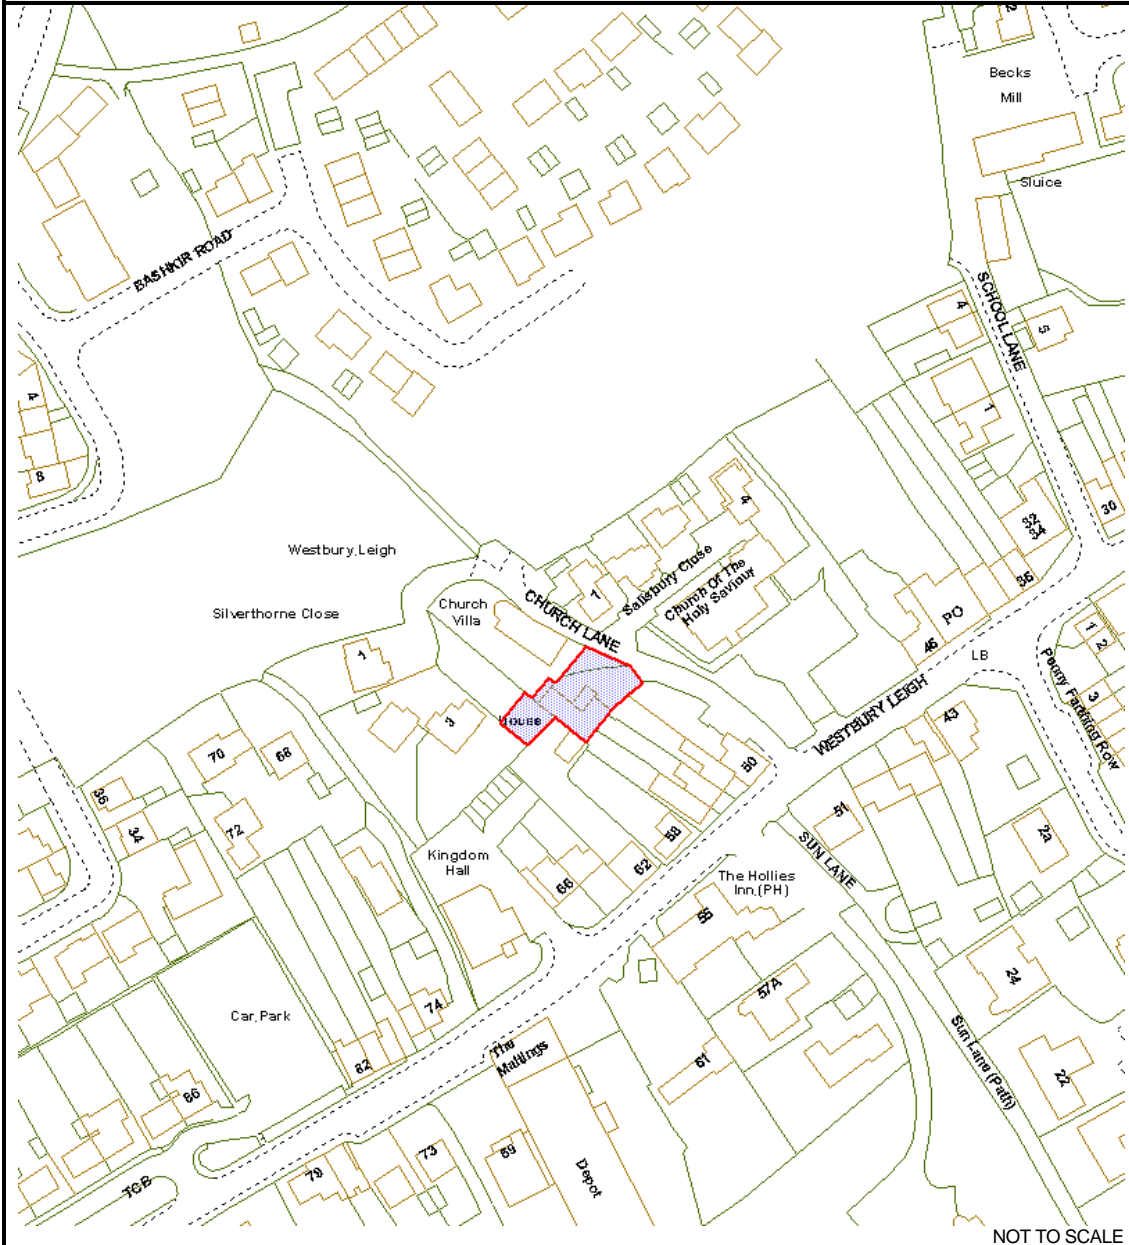 2
Becks
Mill
Sluice
BASHKIR ROAD
SCHOOL LANE
4
5
4
1
8
4
32
34
30
Westbury Leigh
Silverthorne Close
Church
Villa
CHURCH LANE
1
Salisbury Close
Church Of The
Holy Saviour
36
PO
46
LB
1
2
3
Penny Farthing Row
1
3
House
WESTBURY LEIGH
43
70
68
50
36
34
72
51
2a
58
SUN LANE
Kingdom
Hall
66
62
The Hollies
Inn (PH)
55
57A
24
Car Park
74
The
Maltings
Sun Lane (Path)
82
61
22
86
79
73
69
Depot
TCB
NOT TO SCALE